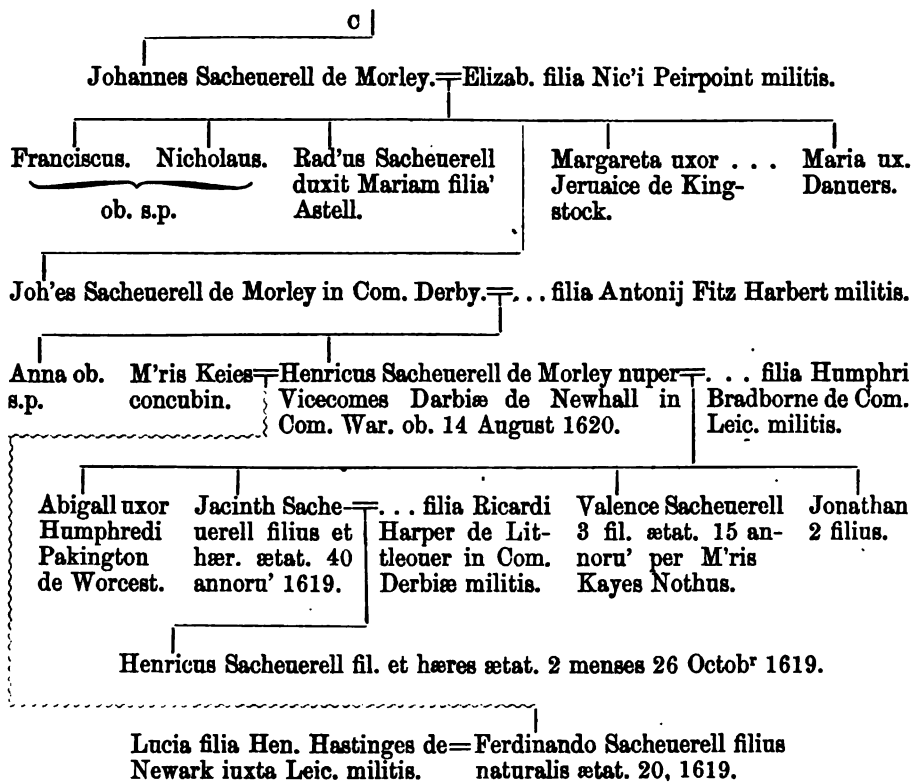 C
Johannes Sacheuerell de Morley.=Elizab. filia Nic'i Peirpoint militis.
Franciscus. Nicholaus.
ob. s.p.
Rad'us Sacheuerell
duxit Mariam filia'
Astell.
Margareta uxor . . .
Jeruaice de King-
stock.
Maria ux.
Danuers.
Joh'es Sacheuerell de Morley in Com. Derby.=. . . filia Antonij Fitz Harbert militis.
Anna ob.
s.p.
M'ris Keies=
concubin.
Henricus Sacheuerell de Morley nuper=
Vicecomes Darbiæ de Newhall in
Com. War. ob. 14 August 1620.
. . . filia Humphri
Bradborne de Com.
Leic. militis.
Abigall uxor
Humphredi
Pakington
de Worcest.
Jacinth Sache-=
uerell filius et
hær. ætat. 40
annoru' 1619.
. . . filia Ricardi
Harper de Lit-
tleouer in Com.
Derbiæ militis.
Valence Sacheuerell
3 fil. ætat. 15 an-
noru' per M'ris
Kayes Nothus.
Jonathan
2 filius.
Henricus Sacheuerell fil. et hæres ætat. 2 menses 26 Octobʳ 1619.
Lucia filia Hen. Hastinges de=
Newark iuxta Leic. militis.
Ferdinando Sacheuerell filius
naturalis ætat. 20, 1619.